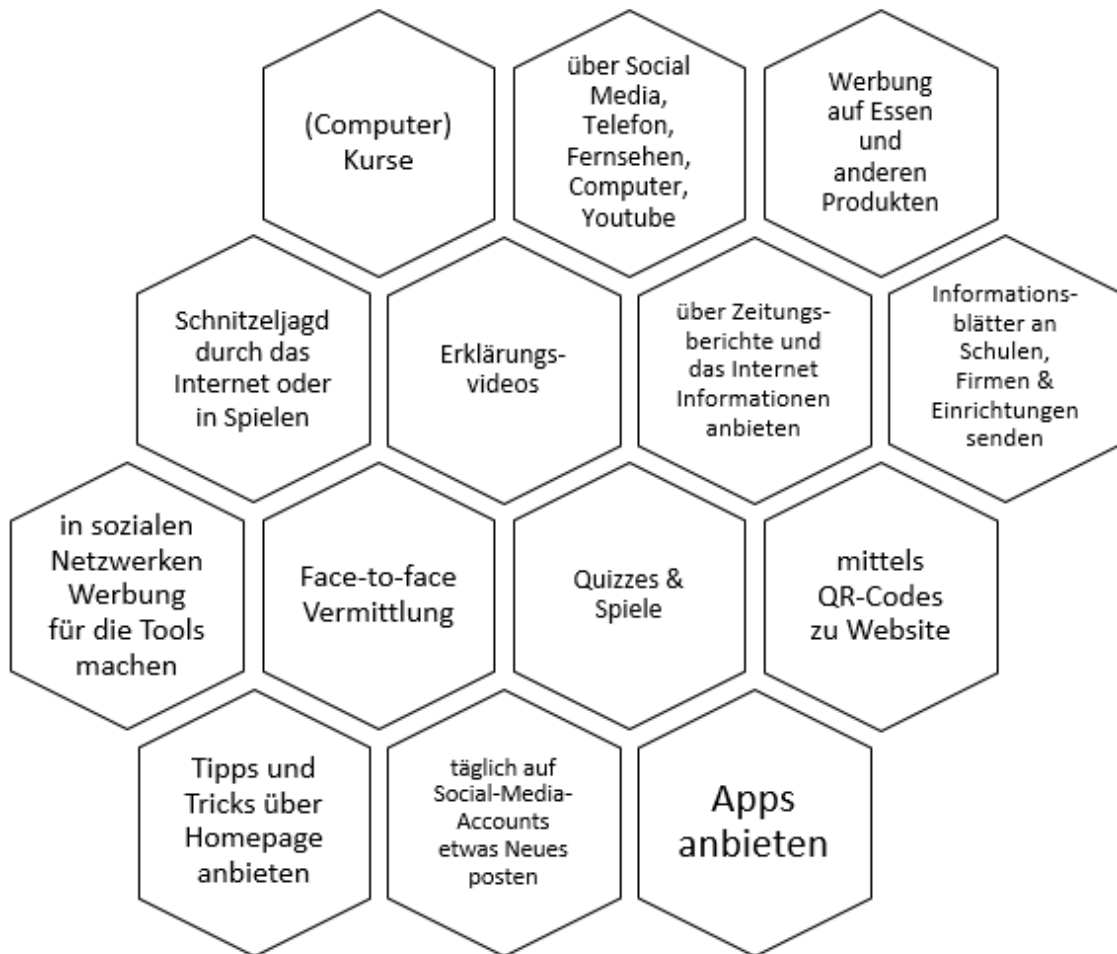 (Computer)
Kurse
über Social
Media,
Telefon,
Fernsehen,
Computer,
Youtube
Werbung
auf Essen
und
anderen
Produkten
Schnitzeljagd
durch das
Internet oder
in Spielen
Erklärungs-
videos
über Zeitungs-
berichte und
das Internet
Informationen
anbieten
Informations-
blätter an
Schulen,
Firmen &
Einrichtungen
senden
in sozialen
Netzwerken
Werbung
für die Tools
machen
Face-to-face
Vermittlung
Quizzes &
Spiele
mittels
QR-Codes
zu Website
Tipps und
Tricks über
Homepage
anbieten
täglich auf
Social-Media-
Accounts
etwas Neues
posten
Apps
anbieten